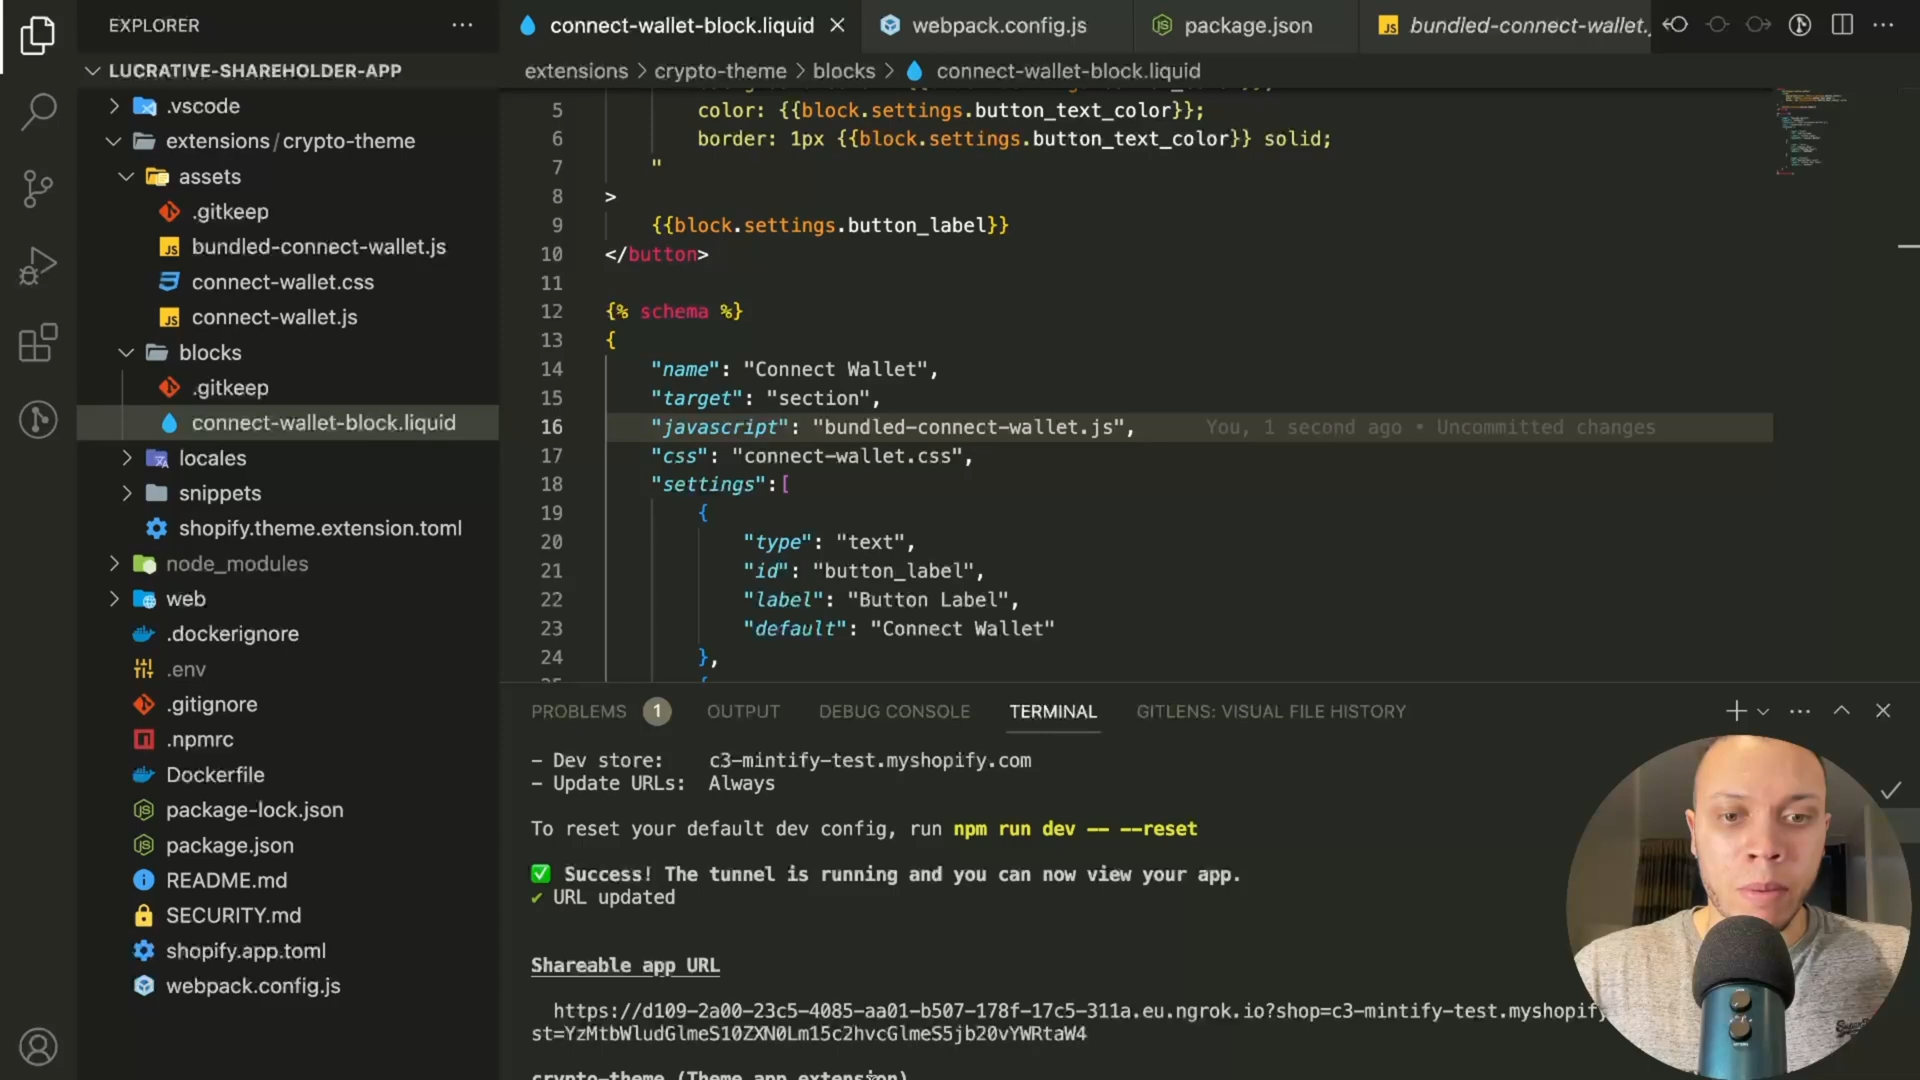 EXPLORER
LUCRATIVE-SHAREHOLDER-APP
.vscode
extensions/crypto-theme
assets
.gitkeep
bundled-connect-wallet.js
connect-wallet.css
connect-wallet.js
blocks
.gitkeep
connect-wallet-block.liquid
locales
snippets
shopify.theme.extension.toml
node_modules
web
.dockerignore
.env
.gitignore
.npmrc
Dockerfile
package-lock.json
package.json
README.md
SECURITY.md
shopify.app.toml
webpack.config.js
connect-wallet-block.liquid
webpack.config.js
package.json
bundled-connect-wallet.
extensions > crypto-theme > blocks > connect-wallet-block.liquid
5 color: {{block.settings.button_text_color}};
6 border: 1px {{block.settings.button_text_color}} solid;
7 "
8 >
9 {{block.settings.button_label}}
10 </button>
11
12 {% schema %}
13 {
14 "name": "Connect Wallet",
15 "target": "section",
16 "javascript": "bundled-connect-wallet.js", You, 1 second ago • Uncommitted changes
17 "css": "connect-wallet.css",
18 "settings":[
19 {
20 "type": "text",
21 "id": "button_label",
22 "label": "Button Label",
23 "default": "Connect Wallet"
24 },
PROBLEMS 1 OUTPUT DEBUG CONSOLE TERMINAL GITLENS: VISUAL FILE HISTORY
- Dev store: c3-mintify-test.myshopify.com
- Update URLs: Always
To reset your default dev config, run npm run dev -- --reset
✅ Success! The tunnel is running and you can now view your app.
✔ URL updated
Shareable app URL
https://d109-2a00-23c5-4085-aa01-b507-178f-17c5-311a.eu.ngrok.io?shop=c3-mintify-test.myshopify
st=YzMtbWludGlmeS10ZXN0Lm15c2hvcGlmeS5jb20vYWRtaW4
crypto-theme (Theme app extension)